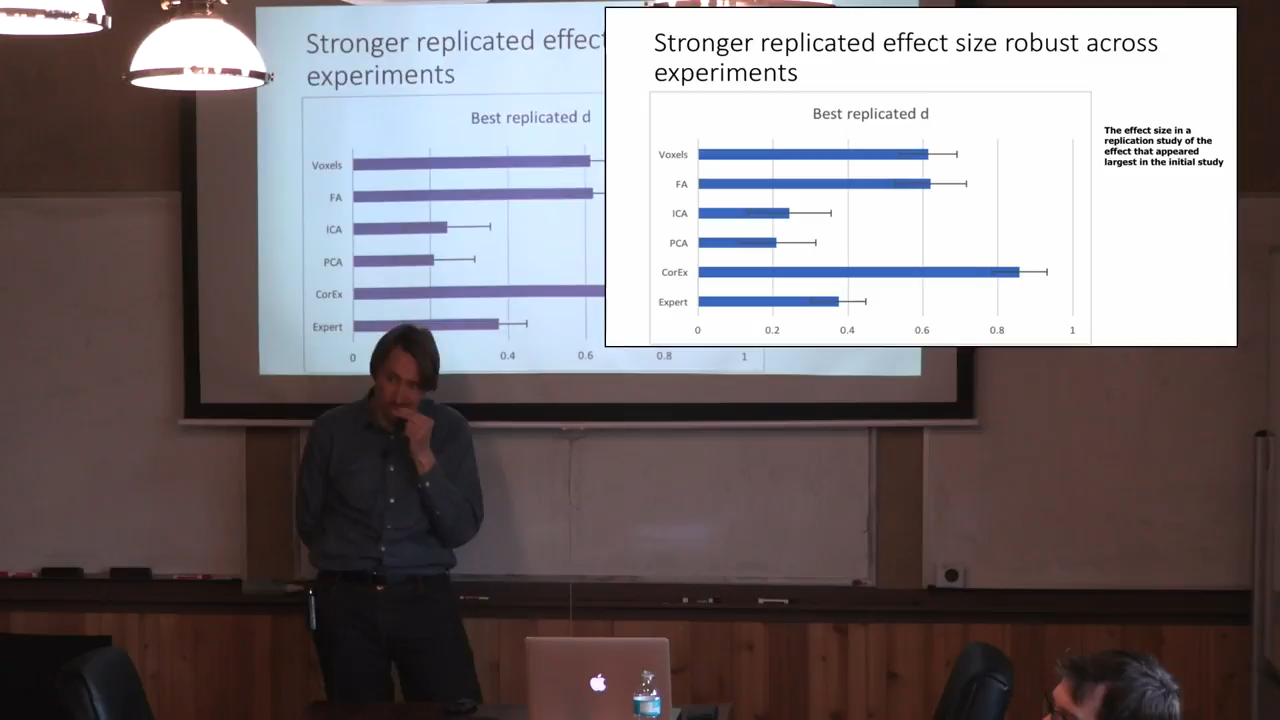 Stronger replicated effect
experiments
Best replicated d
Voxels
FA
ICA
PCA
CorEx
Expert
0 0.4 0.6 0.8 1
Stronger replicated effect size robust across
experiments
Best replicated d
Voxels
FA
ICA
PCA
CorEx
Expert
0 0.2 0.4 0.6 0.8 1
The effect size in a
replication study of the
effect that appeared
largest in the initial study